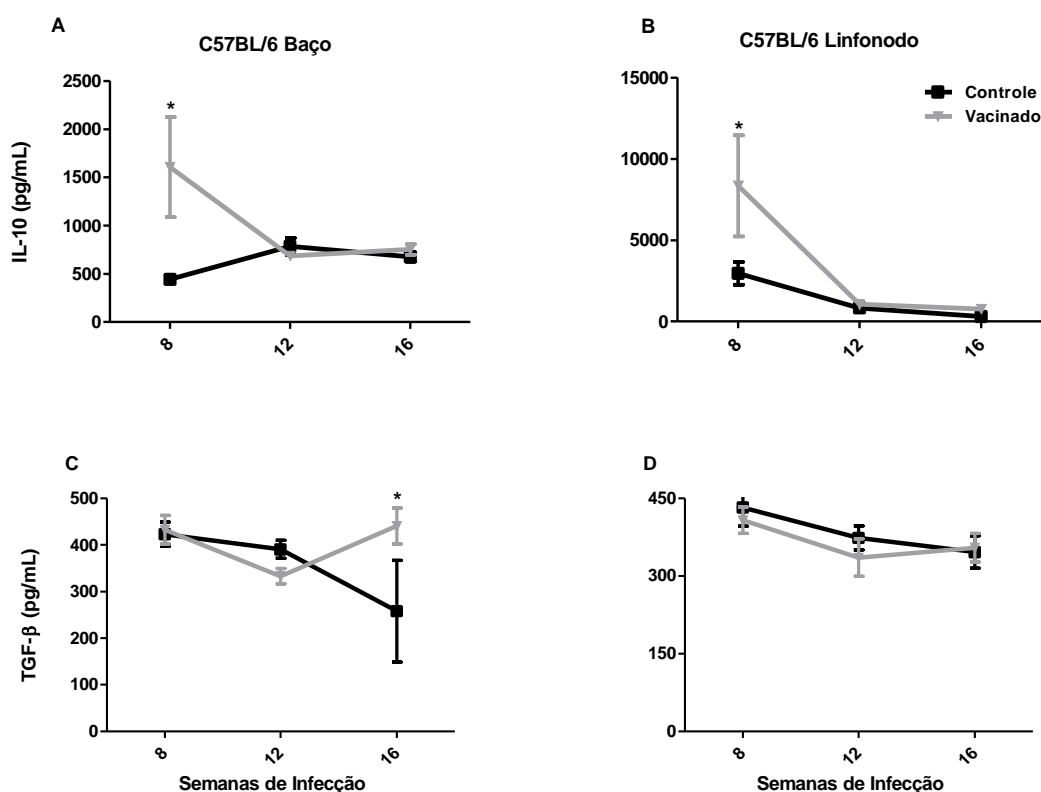 A
C57BL/6 Baço
IL-10 (pg/mL)
2500
2000
1500
1000
500
0
*
8
12
16
B
C57BL/6 Linfonodo
15000
10000
5000
0
*
Controle
Vacinado
8
12
16
C
TGF-β (pg/mL)
500
400
300
200
100
0
*
8
12
16
Semanas de Infecção
D
450
300
150
0
8
12
16
Semanas de Infecção